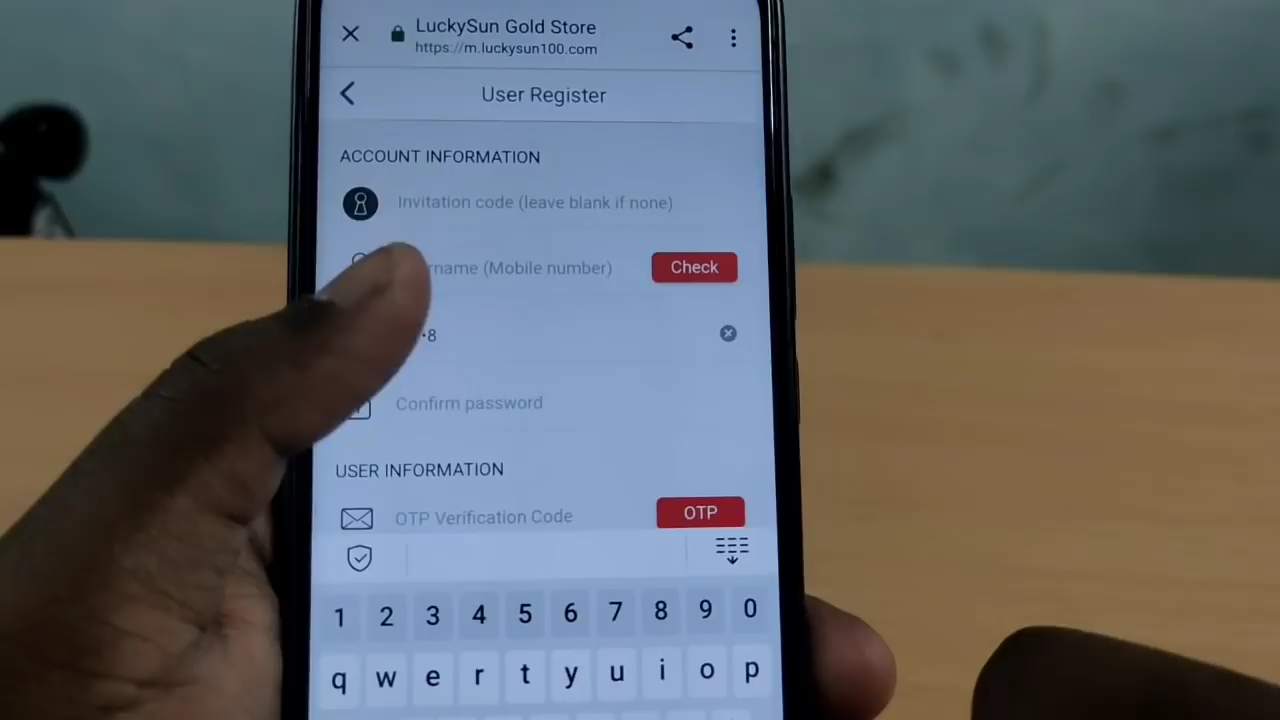 LuckySun Gold Store
https://m.luckysun100.com
User Register
ACCOUNT INFORMATION
Invitation code (leave blank if none)
(Mobile number)
Check
•8
Confirm password
USER INFORMATION
OTP Verification Code
OTP
1 2 3 4 5 6 7 8 9 0
q w e r t y u i o p